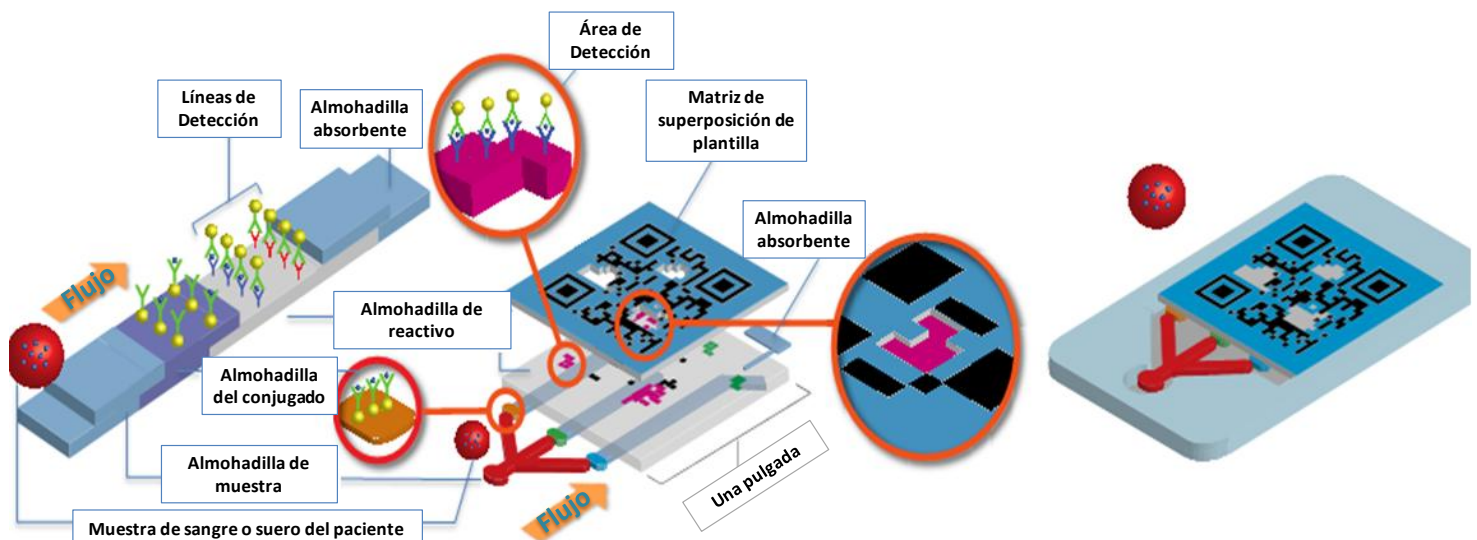 Área de
Detección
Líneas de
Detección
Almohadilla
absorbente
Matriz de
superposición de
plantilla
Almohadilla
absorbente
Flujo
Almohadilla de
reactivo
Almohadilla
del conjugado
Almohadilla de
muestra
Una pulgada
Flujo
Muestra de sangre o suero del paciente